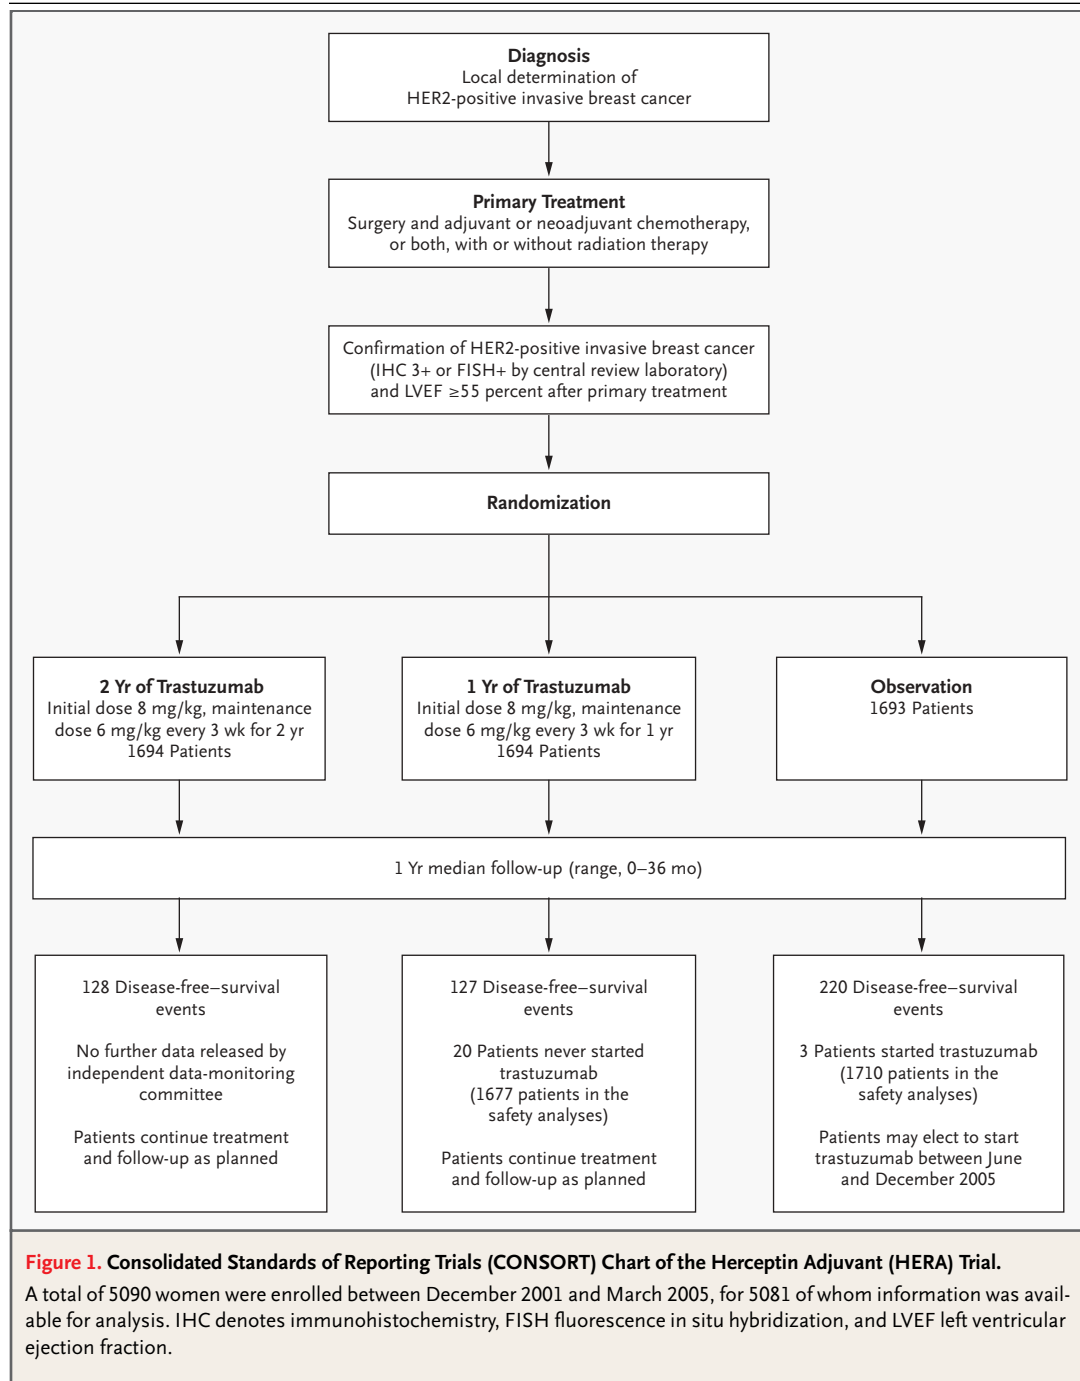 Diagnosis
Local determination of
HER2-positive invasive breast cancer
Primary Treatment
Surgery and adjuvant or neoadjuvant chemotherapy,
or both, with or without radiation therapy
Confirmation of HER2-positive invasive breast cancer
(IHC 3+ or FISH+ by central review laboratory)
and LVEF ≥55 percent after primary treatment
Randomization
2 Yr of Trastuzumab
Initial dose 8 mg/kg, maintenance
dose 6 mg/kg every 3 wk for 2 yr
1694 Patients
1 Yr of Trastuzumab
Initial dose 8 mg/kg, maintenance
dose 6 mg/kg every 3 wk for 1 yr
1694 Patients
Observation
1693 Patients
1 Yr median follow-up (range, 0–36 mo)
128 Disease-free–survival
events
No further data released by
independent data-monitoring
committee
Patients continue treatment
and follow-up as planned
127 Disease-free–survival
events
20 Patients never started
trastuzumab
(1677 patients in the
safety analyses)
Patients continue treatment
and follow-up as planned
220 Disease-free–survival
events
3 Patients started trastuzumab
(1710 patients in the
safety analyses)
Patients may elect to start
trastuzumab between June
and December 2005
Figure 1. Consolidated Standards of Reporting Trials (CONSORT) Chart of the Herceptin Adjuvant (HERA) Trial.
A total of 5090 women were enrolled between December 2001 and March 2005, for 5081 of whom information was avail-
able for analysis. IHC denotes immunohistochemistry, FISH fluorescence in situ hybridization, and LVEF left ventricular
ejection fraction.